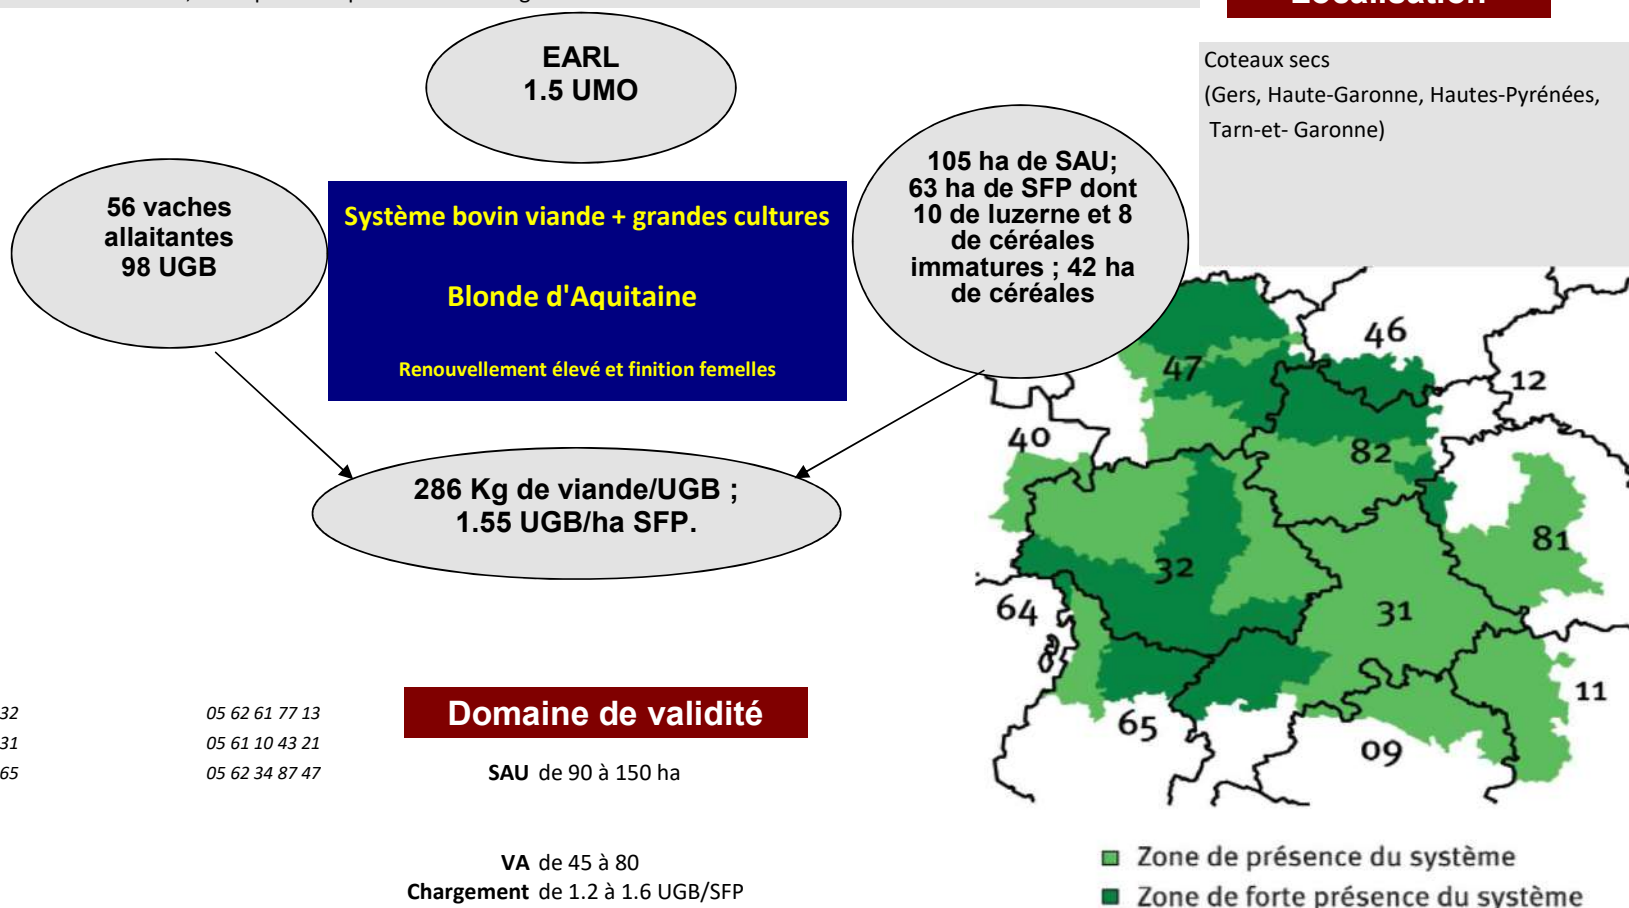 Localisation
EARL
1.5 UMO
Coteaux secs
(Gers, Haute-Garonne, Hautes-Pyrénées,
Tarn-et- Garonne)
56 vaches
allaitantes
98 UGB
Système bovin viande + grandes cultures
Blonde d'Aquitaine
Renouvellement élevé et finition femelles
105 ha de SAU;
63 ha de SFP dont
10 de luzerne et 8
de céréales
immatures ; 42 ha
de céréales
286 Kg de viande/UGB ;
1.55 UGB/ha SFP.
46
47
12
40
82
81
32
64
31
11
65
09
32 05 62 61 77 13
31 05 61 10 43 21
65 05 62 34 87 47
Domaine de validité
SAU de 90 à 150 ha
VA de 45 à 80
Chargement de 1.2 à 1.6 UGB/SFP
Zone de présence du système
Zone de forte présence du système